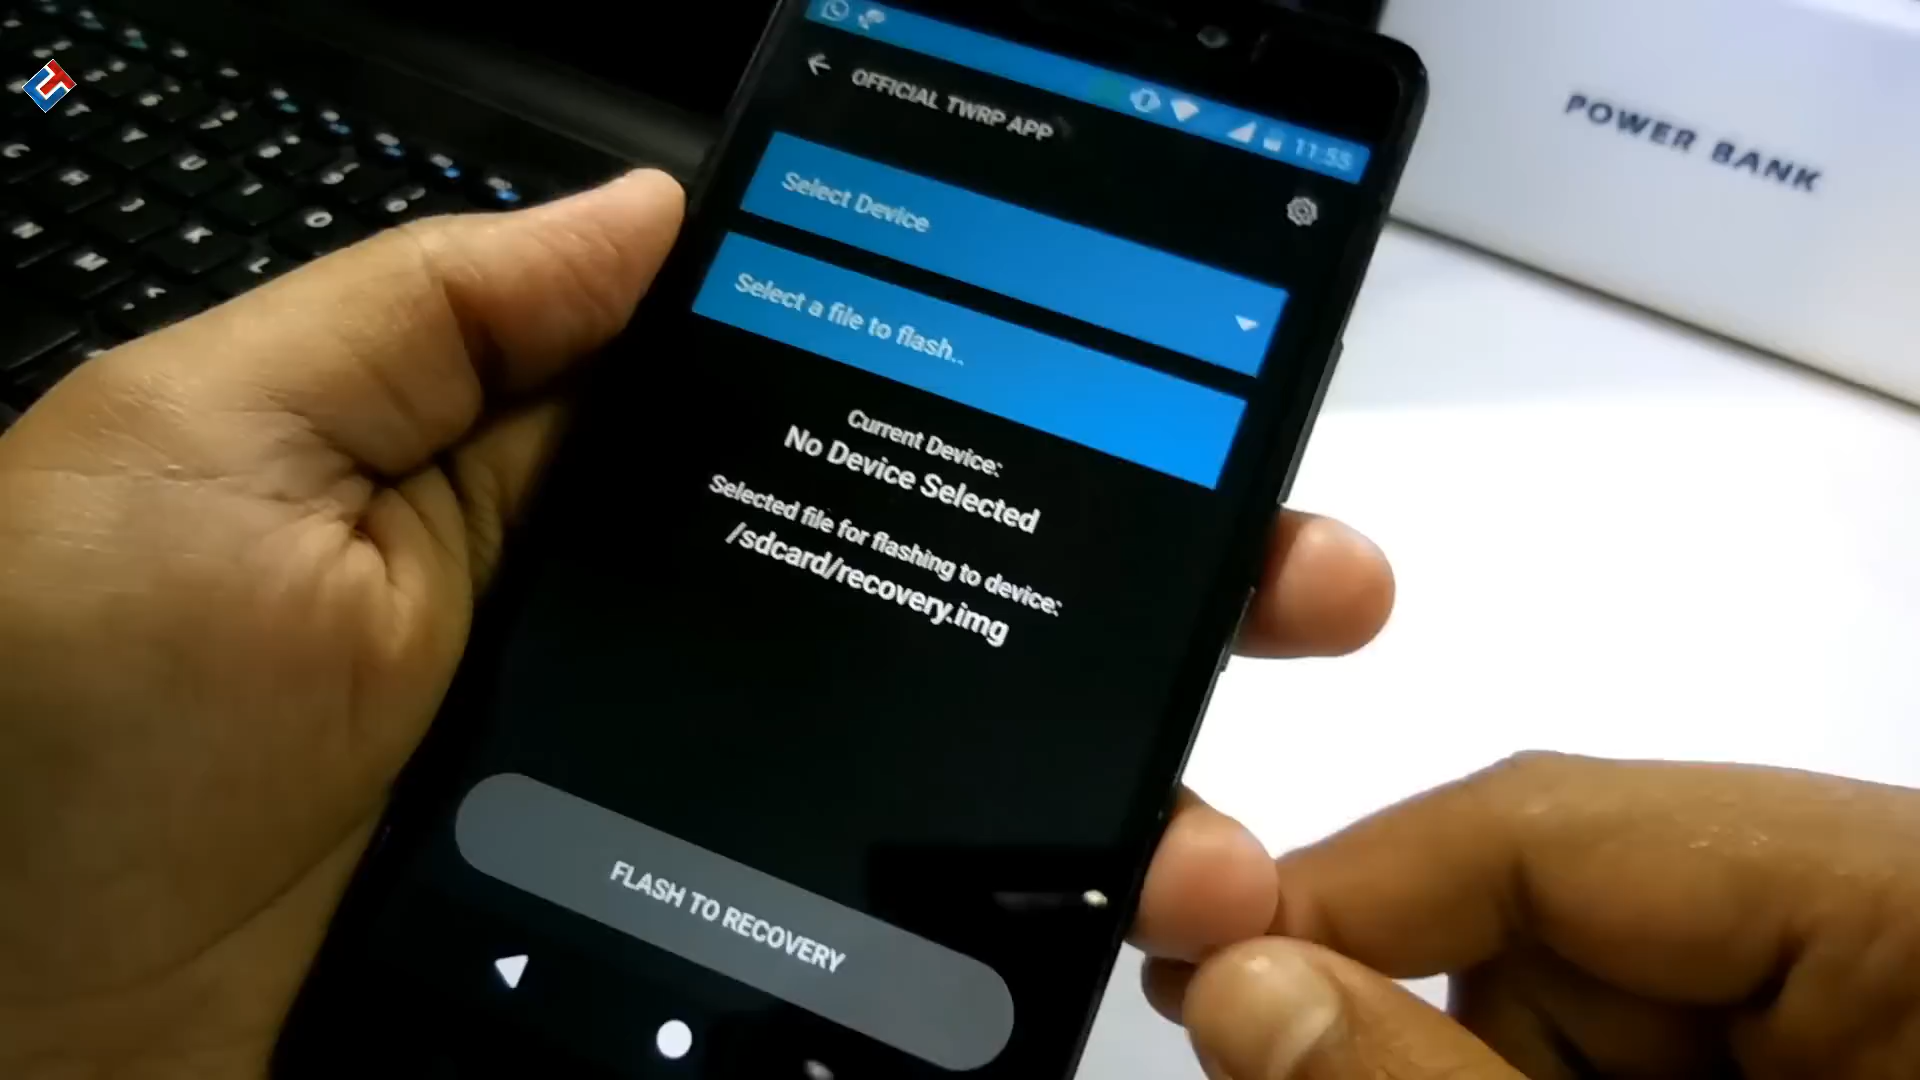 11:55
OFFICIAL TWRP APP
Select Device
Select a file to flash..
Current Device:
No Device Selected
Selected file for flashing to device:
/sdcard/recovery.img
FLASH TO RECOVERY
POWER BANK
T
Y
U
G
H
J
K
L
M
O